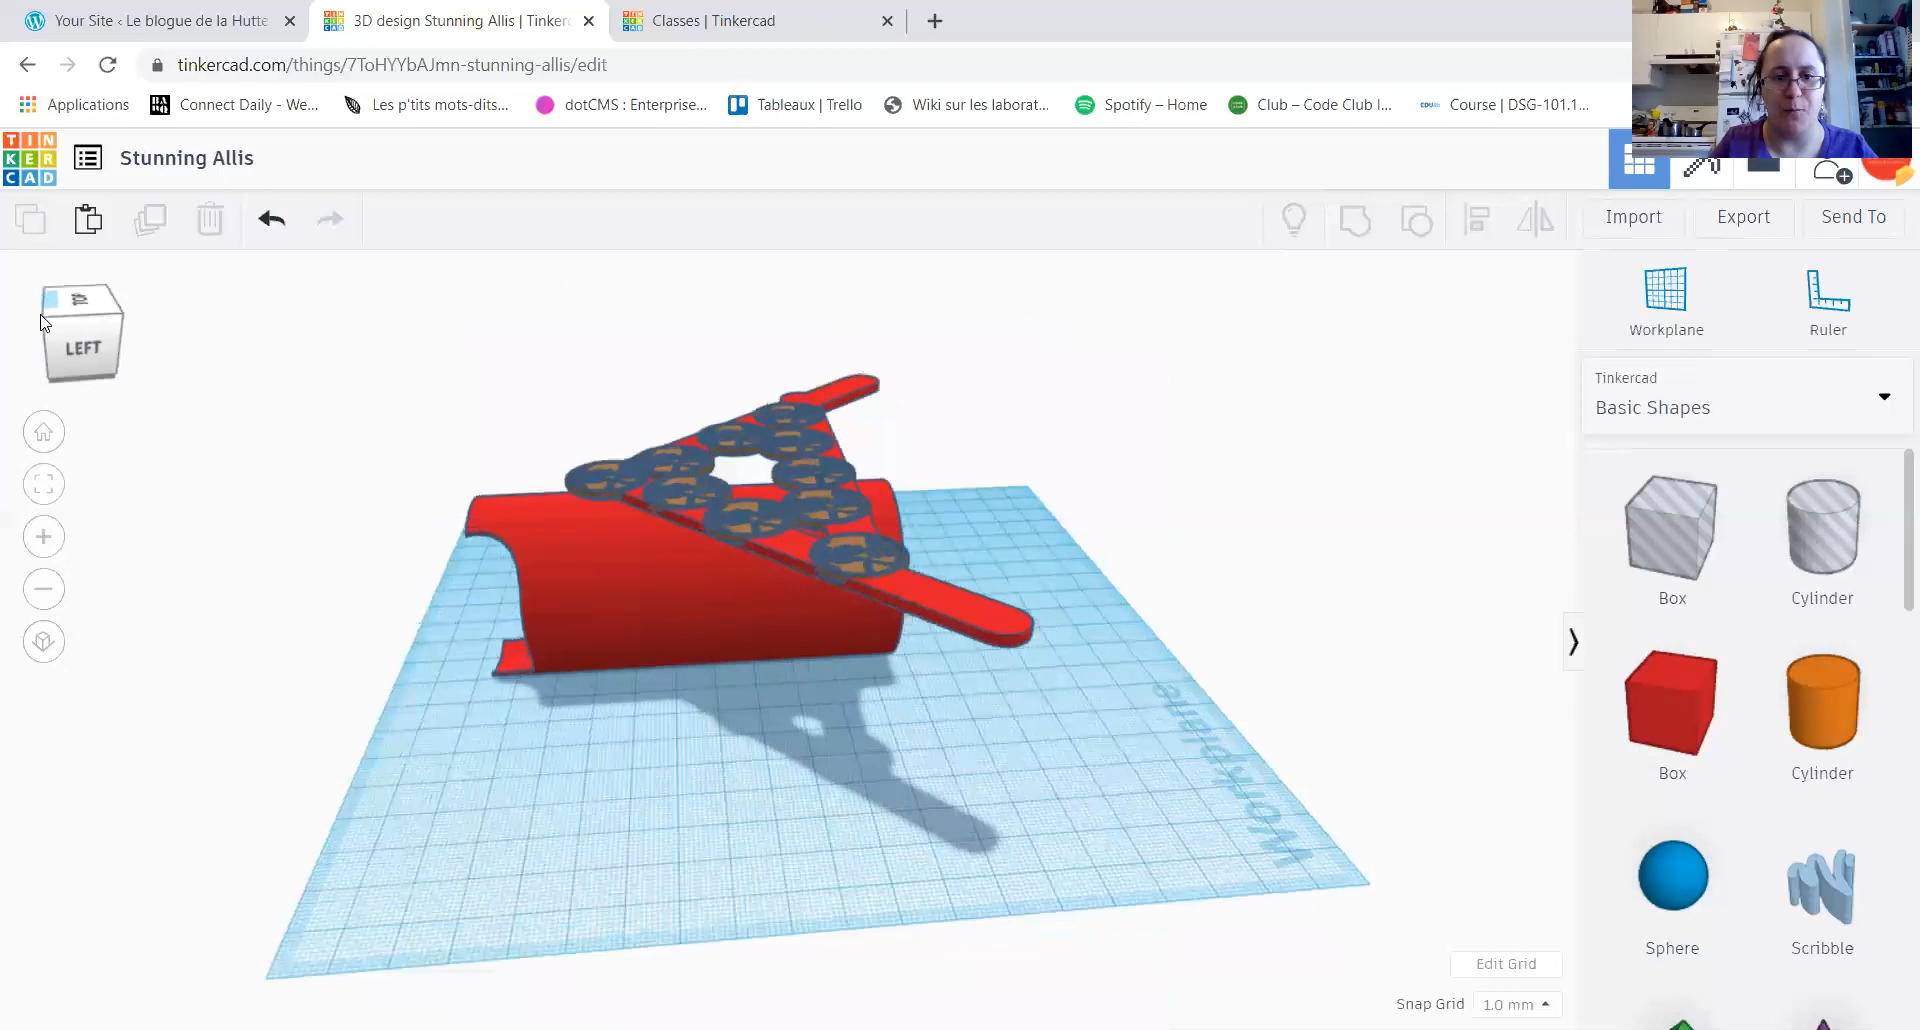 Your Site ‹ Le blogue de la Hutte
3D design Stunning Allis | Tinker
Classes | Tinkercad
tinkercad.com/things/7ToHYYbAJmn-stunning-allis/edit
Applications
Connect Daily - We...
Les p'tits mots-dits...
dotCMS : Enterprise...
Tableaux | Trello
Wiki sur les laborat...
Spotify – Home
Club – Code Club I...
Course | DSG-101.1...
TIN
KER
CAD
Stunning Allis
Import
Export
Send To
LEFT
Workplane
Ruler
Tinkercad
Basic Shapes
Box
Cylinder
Box
Cylinder
Sphere
Scribble
Workplane
Edit Grid
Snap Grid
1.0 mm